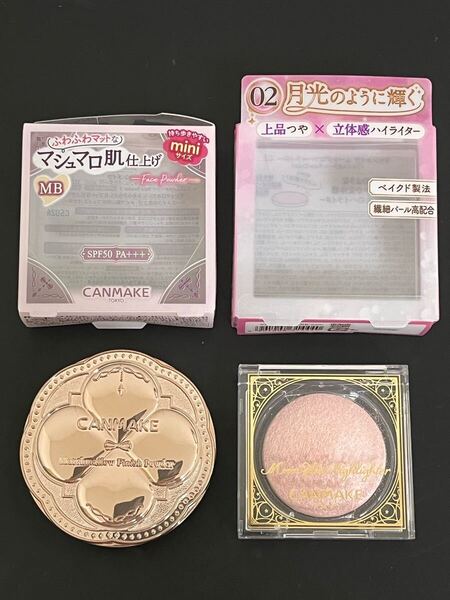 ふわふわマットな
マシュマロ肌仕上げ
持ち歩きやすい
mini
サイズ
Face Powder
MB
SPF50 PA+++
CANMAKE
TOKYO
02 月光のように輝く
上品つや × 立体感ハイライター
ベイクド製法
繊細パール高配合
CANMAKE
Marshmallow Finish Powder
Moon Glow Highlighter
CANMAKE